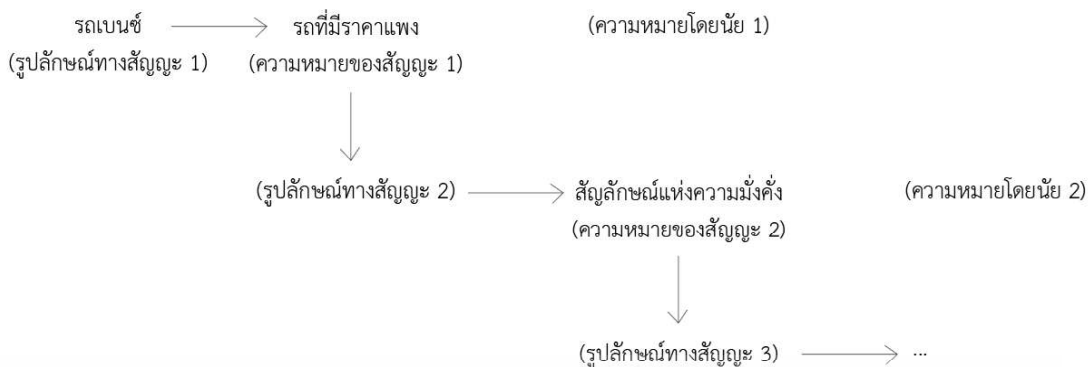 รถเบนซ์ รถที่มีราคาแพง (ความหมายโดยนัย 1)
(รูปลักษณ์ทางสัญญะ 1) (ความหมายของสัญญะ 1)
(รูปลักษณ์ทางสัญญะ 2) สัญลักษณ์แห่งความมั่งคั่ง (ความหมายโดยนัย 2)
(ความหมายของสัญญะ 2)
(รูปลักษณ์ทางสัญญะ 3) ...